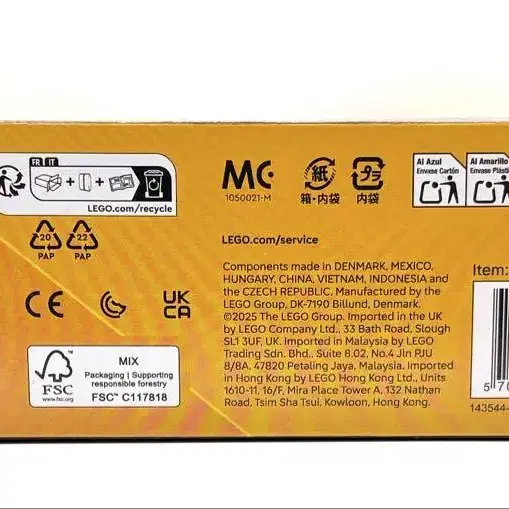 FR IT
LEGO.com/recycle
20
PAP
22
PAP
CE
UK
CA
FSC
www.fsc.org
MIX
Packaging | Supporting
responsible forestry
FSC™ C117818
MC
1050021-M
紙
箱・内袋
プラ
内袋
LEGO.com/service
Components made in DENMARK, MEXICO,
HUNGARY, CHINA, VIETNAM, INDONESIA and
the CZECH REPUBLIC. Manufactured by the
LEGO Group, DK-7190 Billund, Denmark.
©2025 The LEGO Group. Imported in the UK
by LEGO Company Ltd., 33 Bath Road, Slough
SL1 3UF, UK. Imported in Malaysia by LEGO
Trading Sdn. Bhd., Suite 8.02, No.4 Jln PJU
8/8A, 47820 Petaling Jaya, Malaysia. Imported
in Hong Kong by LEGO Hong Kong Ltd., Units
1610-11, 16/F, Mira Place Tower A, 132 Nathan
Road, Tsim Sha Tsui, Kowloon, Hong Kong.
Al Azul
Envase Cartón
Al Amarillo
Envase Plásti
Item:
5 70
143544-